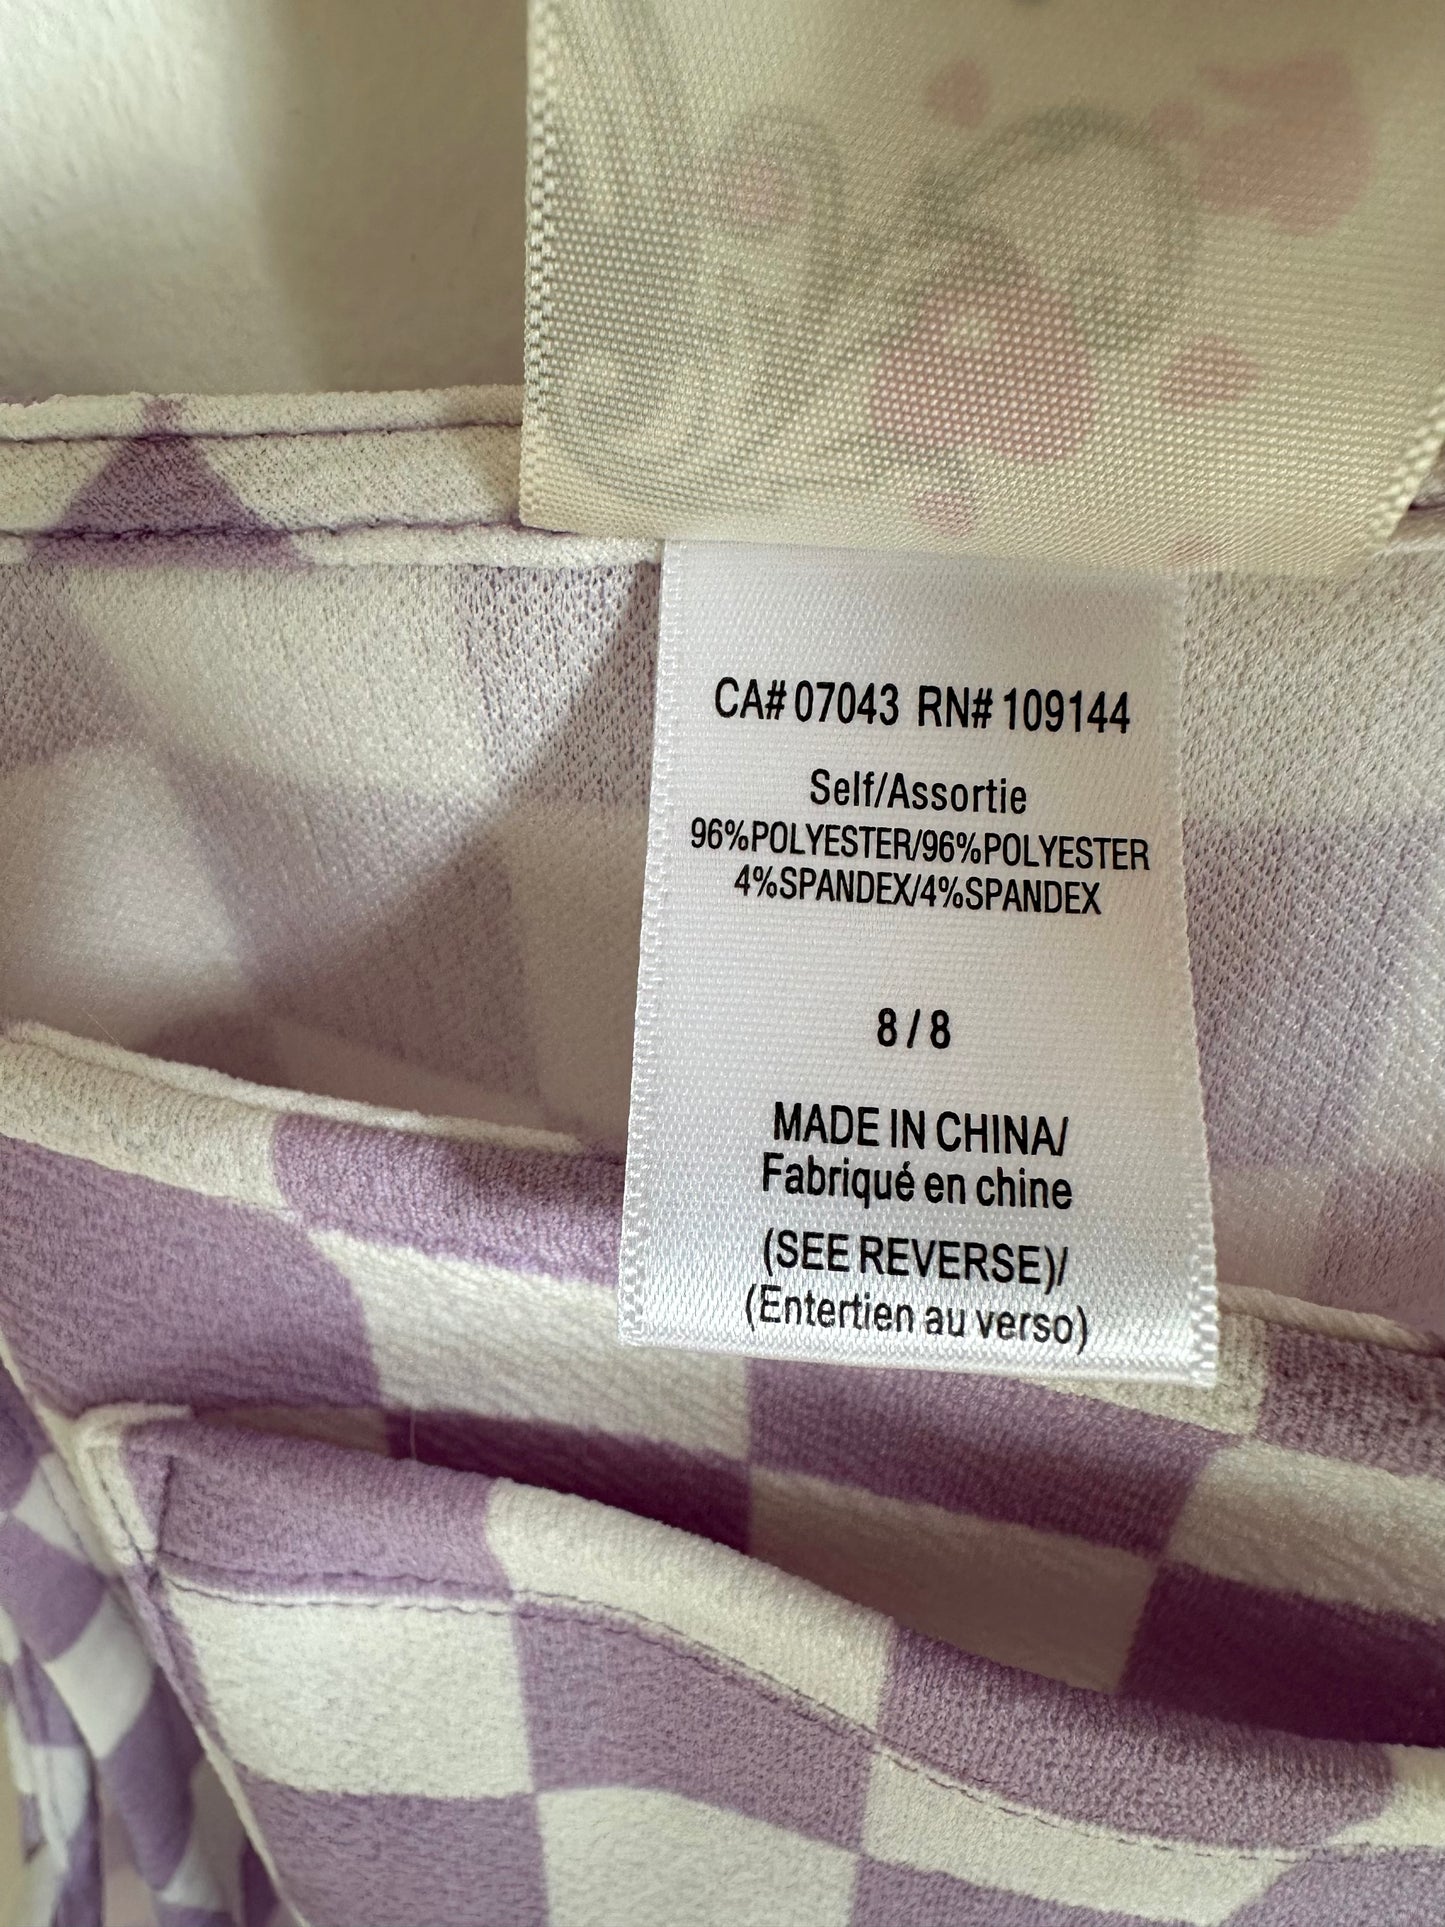 CA# 07043 RN# 109144
Self/Assortie
96%POLYESTER/96%POLYESTER
4%SPANDEX/4%SPANDEX
8 / 8
MADE IN CHINA/
Fabriqué en chine
(SEE REVERSE)/
(Entertien au verso)